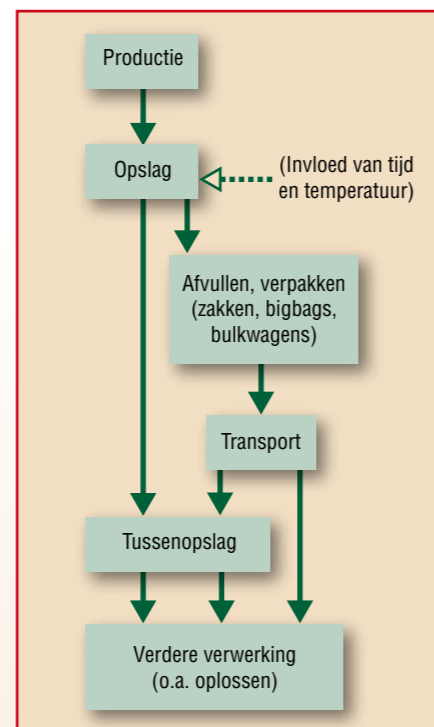 Productie
Opslag
(Invloed van tijd
en temperatuur)
Afvullen, verpakken
(zakken, bigbags,
bulkwagens)
Transport
Tussenopslag
Verdere verwerking
(o.a. oplossen)